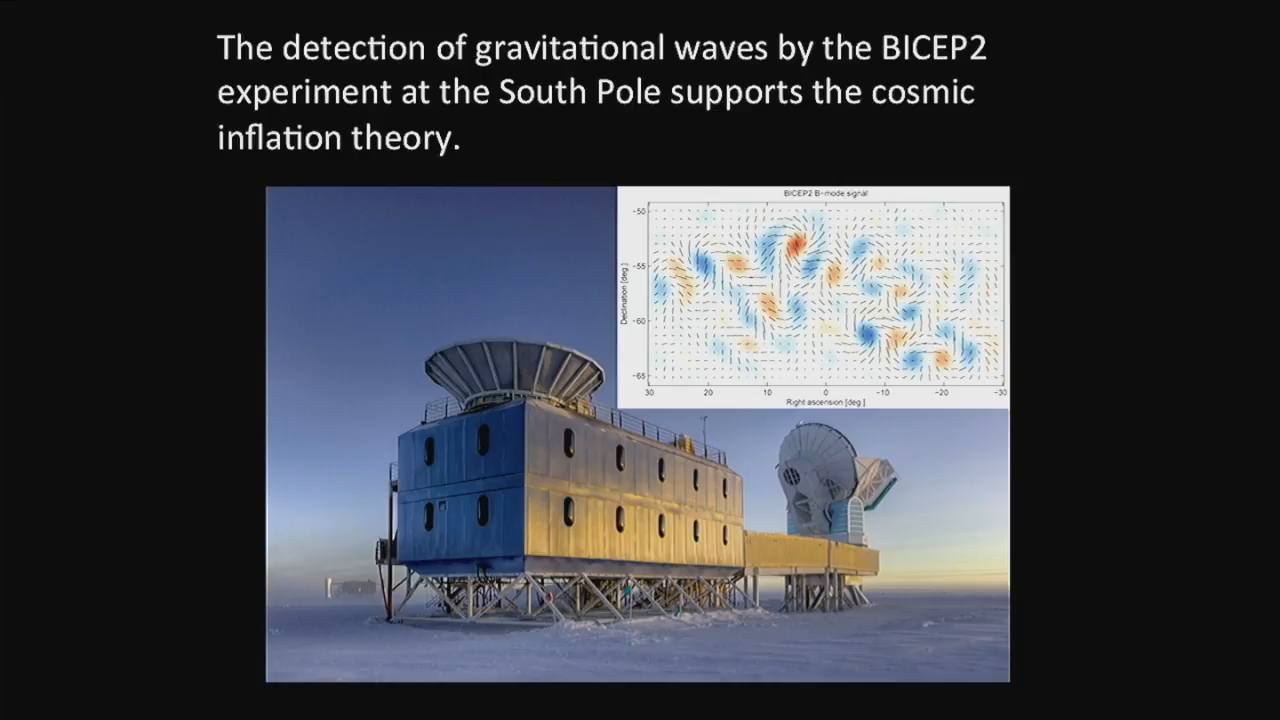 The detection of gravitational waves by the BICEP2
experiment at the South Pole supports the cosmic
inflation theory.
BICEP2 B-mode signal
-50
-55
-60
-65
Declination [deg.]
30 20 10 0 -10 -20 -30
Right ascension [deg.]